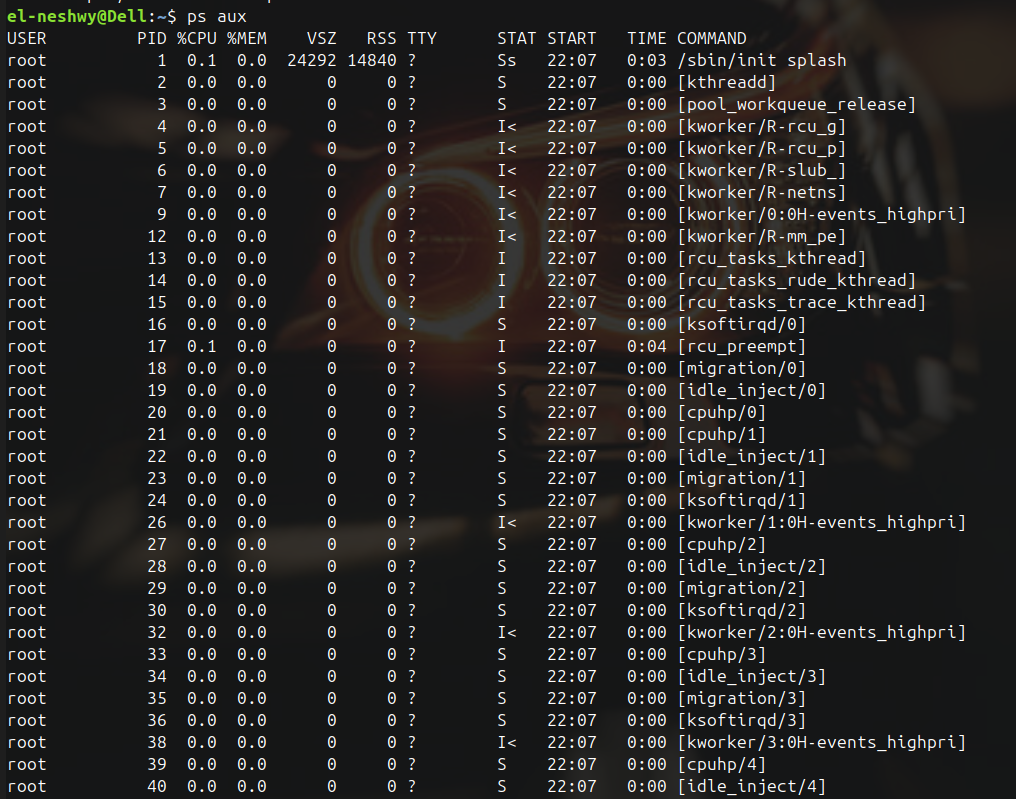 el-neshwy@Dell:~$ ps aux
USER PID %CPU %MEM VSZ RSS TTY STAT START TIME COMMAND
root 1 0.1 0.0 24292 14840 ? Ss 22:07 0:03 /sbin/init splash
root 2 0.0 0.0 0 0 ? S 22:07 0:00 [kthreadd]
root 3 0.0 0.0 0 0 ? S 22:07 0:00 [pool_workqueue_release]
root 4 0.0 0.0 0 0 ? I< 22:07 0:00 [kworker/R-rcu_g]
root 5 0.0 0.0 0 0 ? I< 22:07 0:00 [kworker/R-rcu_p]
root 6 0.0 0.0 0 0 ? I< 22:07 0:00 [kworker/R-slub_]
root 7 0.0 0.0 0 0 ? I< 22:07 0:00 [kworker/R-netns]
root 9 0.0 0.0 0 0 ? I< 22:07 0:00 [kworker/0:0H-events_highpri]
root 12 0.0 0.0 0 0 ? I< 22:07 0:00 [kworker/R-mm_pe]
root 13 0.0 0.0 0 0 ? I 22:07 0:00 [rcu_tasks_kthread]
root 14 0.0 0.0 0 0 ? I 22:07 0:00 [rcu_tasks_rude_kthread]
root 15 0.0 0.0 0 0 ? I 22:07 0:00 [rcu_tasks_trace_kthread]
root 16 0.0 0.0 0 0 ? S 22:07 0:00 [ksoftirqd/0]
root 17 0.1 0.0 0 0 ? I 22:07 0:04 [rcu_preempt]
root 18 0.0 0.0 0 0 ? S 22:07 0:00 [migration/0]
root 19 0.0 0.0 0 0 ? S 22:07 0:00 [idle_inject/0]
root 20 0.0 0.0 0 0 ? S 22:07 0:00 [cpuhp/0]
root 21 0.0 0.0 0 0 ? S 22:07 0:00 [cpuhp/1]
root 22 0.0 0.0 0 0 ? S 22:07 0:00 [idle_inject/1]
root 23 0.0 0.0 0 0 ? S 22:07 0:00 [migration/1]
root 24 0.0 0.0 0 0 ? S 22:07 0:00 [ksoftirqd/1]
root 26 0.0 0.0 0 0 ? I< 22:07 0:00 [kworker/1:0H-events_highpri]
root 27 0.0 0.0 0 0 ? S 22:07 0:00 [cpuhp/2]
root 28 0.0 0.0 0 0 ? S 22:07 0:00 [idle_inject/2]
root 29 0.0 0.0 0 0 ? S 22:07 0:00 [migration/2]
root 30 0.0 0.0 0 0 ? S 22:07 0:00 [ksoftirqd/2]
root 32 0.0 0.0 0 0 ? I< 22:07 0:00 [kworker/2:0H-events_highpri]
root 33 0.0 0.0 0 0 ? S 22:07 0:00 [cpuhp/3]
root 34 0.0 0.0 0 0 ? S 22:07 0:00 [idle_inject/3]
root 35 0.0 0.0 0 0 ? S 22:07 0:00 [migration/3]
root 36 0.0 0.0 0 0 ? S 22:07 0:00 [ksoftirqd/3]
root 38 0.0 0.0 0 0 ? I< 22:07 0:00 [kworker/3:0H-events_highpri]
root 39 0.0 0.0 0 0 ? S 22:07 0:00 [cpuhp/4]
root 40 0.0 0.0 0 0 ? S 22:07 0:00 [idle_inject/4]